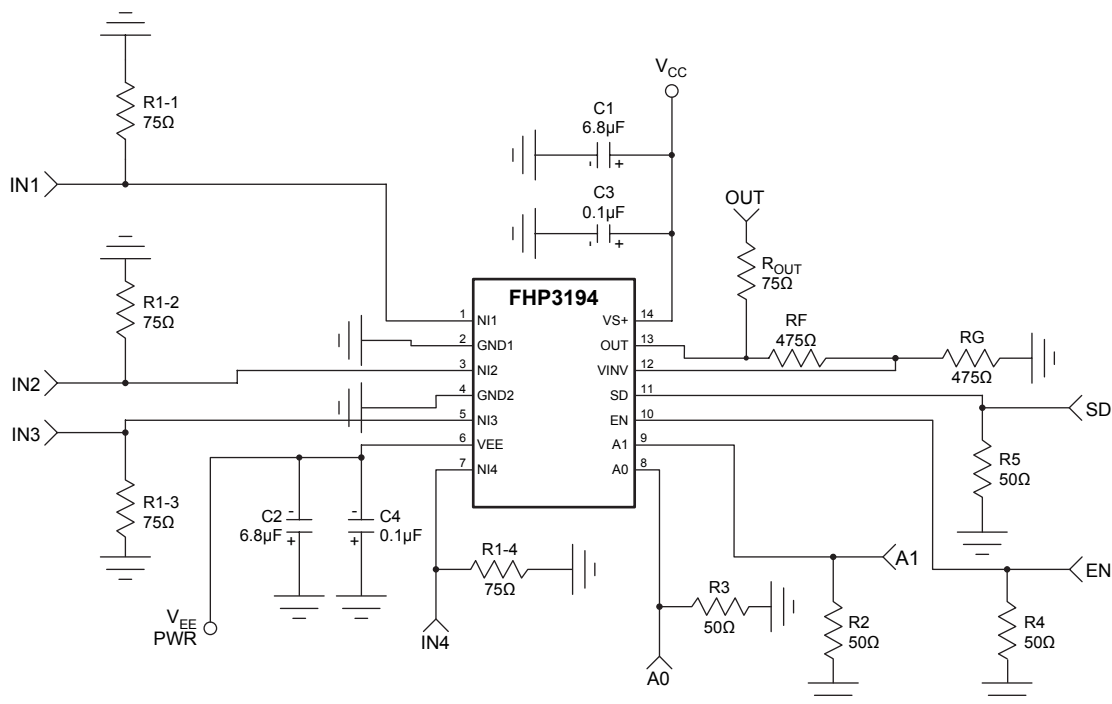 R1-1
75Ω
IN1
R1-2
75Ω
IN2
IN3
R1-3
75Ω
VCC
C1
6.8µF
- +
C3
0.1µF
- +
OUT
ROUT
75Ω
RF
475Ω
RG
475Ω
FHP3194
1 NI1
2 GND1
3 NI2
4 GND2
5 NI3
6 VEE
7 NI4
VS+ 14
OUT 13
VINV 12
SD 11
EN 10
A1 9
A0 8
SD
R5
50Ω
C2
6.8µF
-
+
C4
0.1µF
-
+
VEE
PWR
R1-4
75Ω
IN4
R3
50Ω
A0
A1
R2
50Ω
EN
R4
50Ω